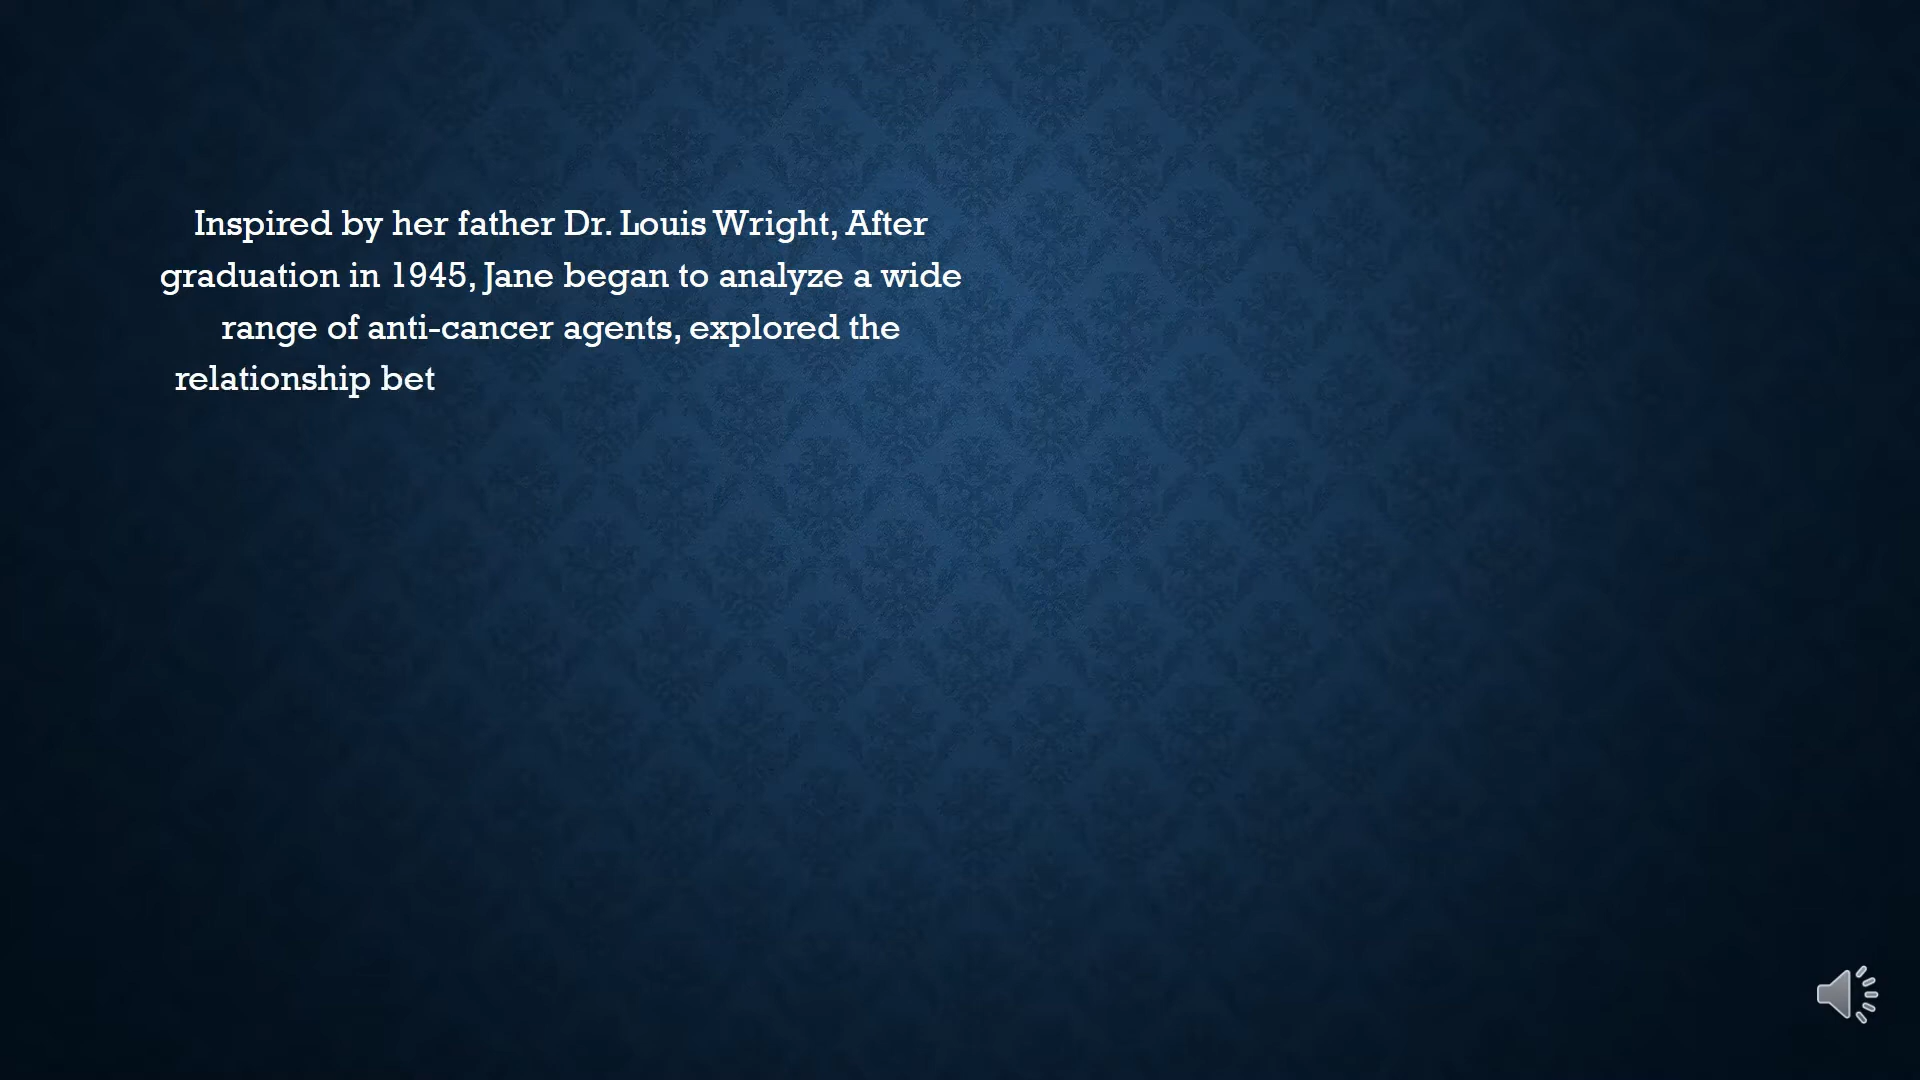 Inspired by her father Dr. Louis Wright, After
graduation in 1945, Jane began to analyze a wide
range of anti-cancer agents, explored the
relationship bet